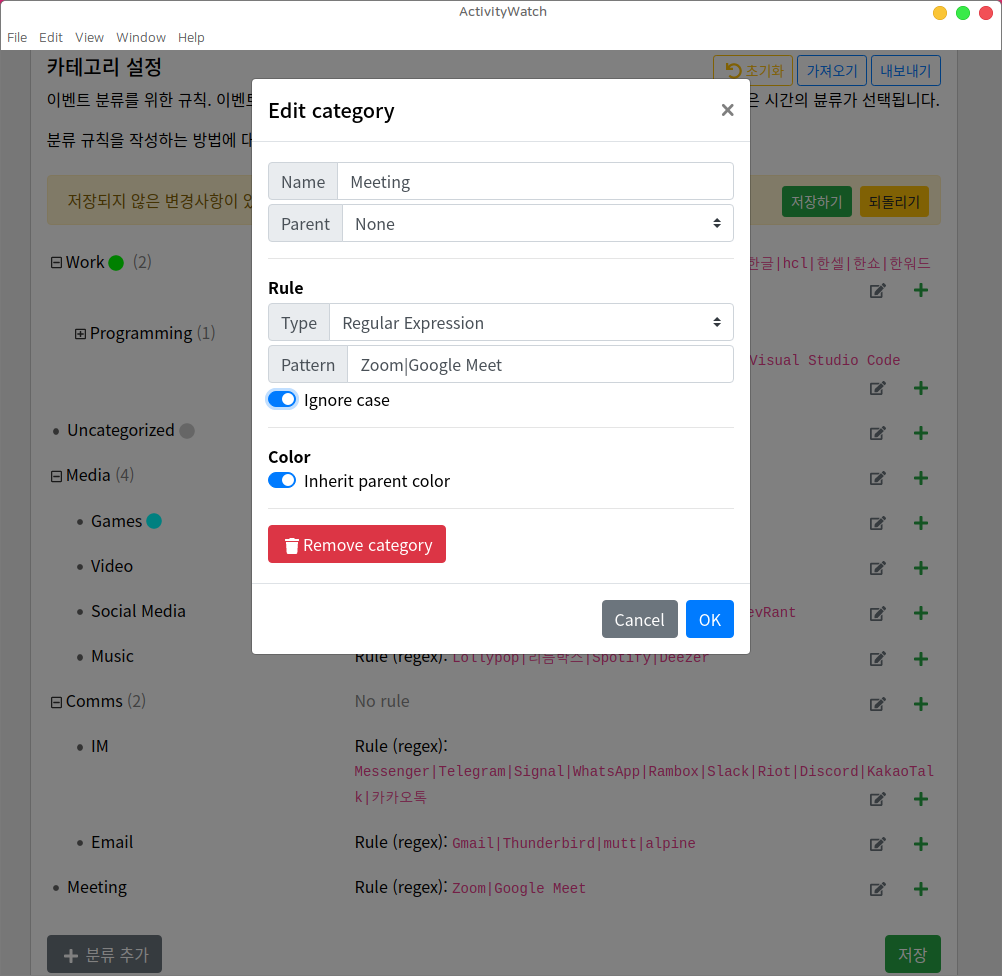 ActivityWatch
File Edit View Window Help
카테고리 설정
초기화 가져오기 내보내기
이벤트 분류를 위한 규칙. 이벤트
은 시간의 분류가 선택됩니다.
분류 규칙을 작성하는 방법에 대
저장되지 않은 변경사항이 있
저장하기 되돌리기
Edit category ×
Name Meeting
Parent None
Rule
Type Regular Expression
Pattern Zoom|Google Meet
Ignore case
Color
Inherit parent color
Remove category
Cancel OK
Work (2)
한글|hcl|한셀|한쇼|한워드
Programming (1)
Visual Studio Code
Uncategorized
Media (4)
Games
Video
Social Media
evRant
Music Rule (regex): Lollypop|리듬박스|Spotify|Deezer
Comms (2) No rule
IM Rule (regex):
Messenger|Telegram|Signal|WhatsApp|Rambox|Slack|Riot|Discord|KakaoTal
k|카카오톡
Email Rule (regex): Gmail|Thunderbird|mutt|alpine
Meeting Rule (regex): Zoom|Google Meet
분류 추가 저장